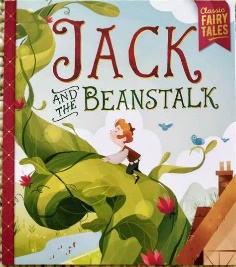 Classic
FAIRY
TALES
JACK
AND THE
BEANSTALK